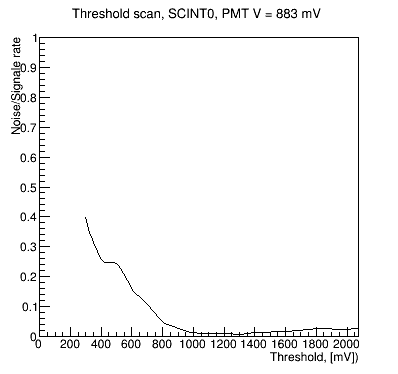 Threshold scan, SCINT0, PMT V = 883 mV
Noise/Signale rate
1
0.9
0.8
0.7
0.6
0.5
0.4
0.3
0.2
0.1
0
0 200 400 600 800 1000 1200 1400 1600 1800 2000
Threshold, [mV])